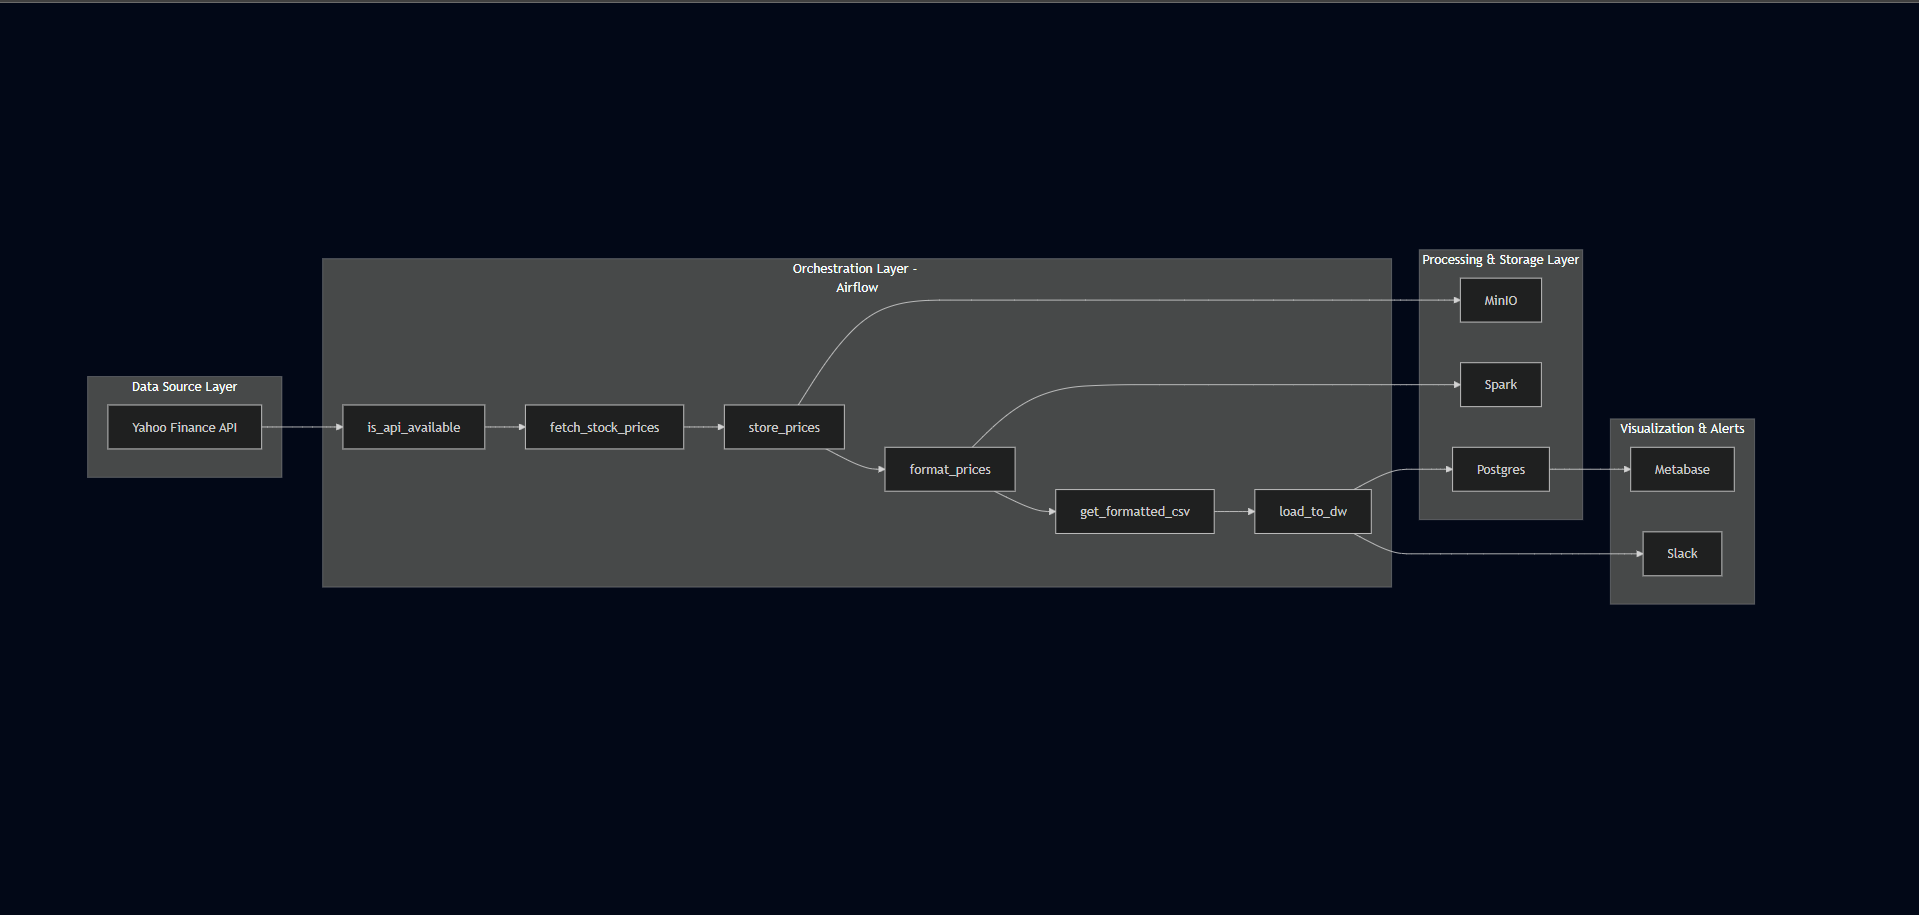 Data Source Layer
Yahoo Finance API
Orchestration Layer -
Airflow
is_api_available
fetch_stock_prices
store_prices
format_prices
get_formatted_csv
load_to_dw
Processing & Storage Layer
MinIO
Spark
Postgres
Visualization & Alerts
Metabase
Slack